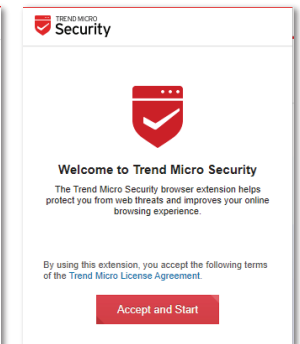 TREND MICRO
Security
Welcome to Trend Micro Security
The Trend Micro Security browser extension helps
protect you from web threats and improves your online
browsing experience.
By using this extension, you accept the following terms
of the Trend Micro License Agreement.
Accept and Start